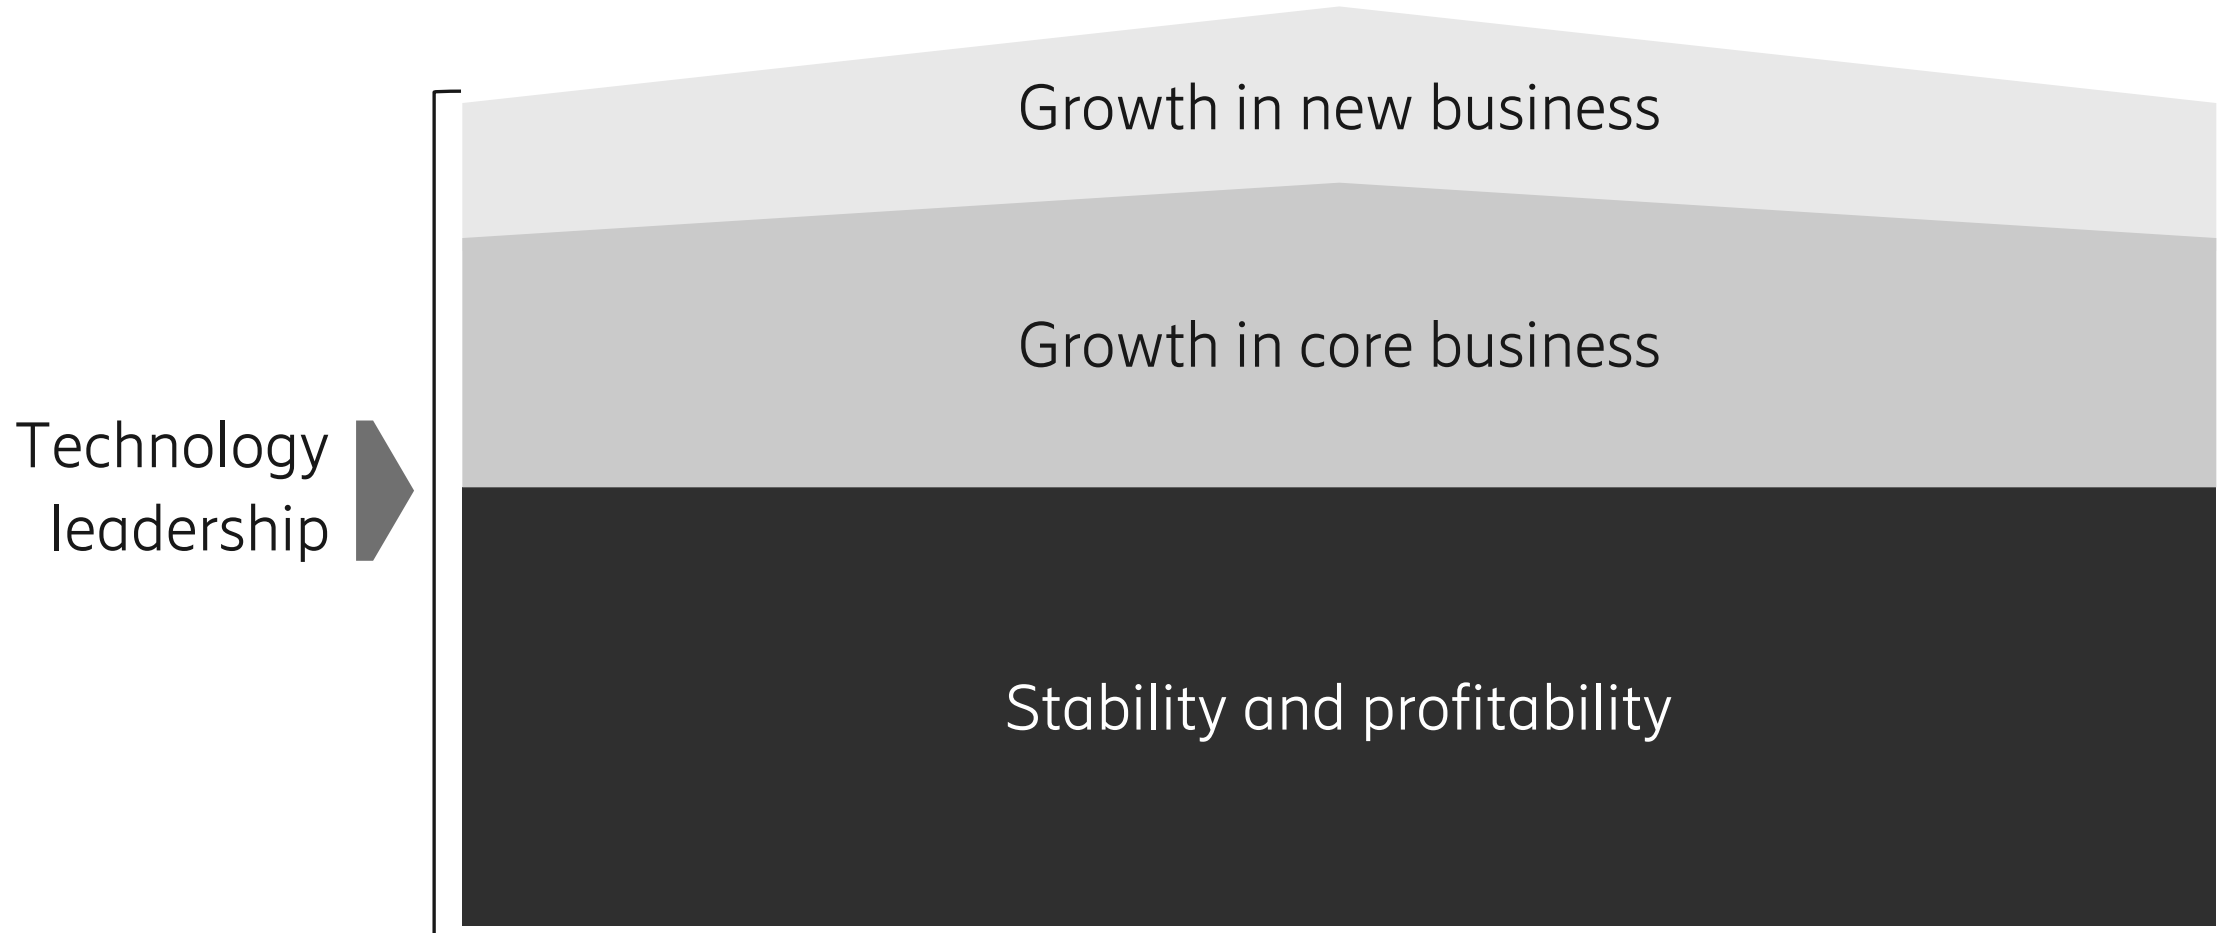 Growth in new business
Growth in core business
Technology
leadership
Stability and profitability